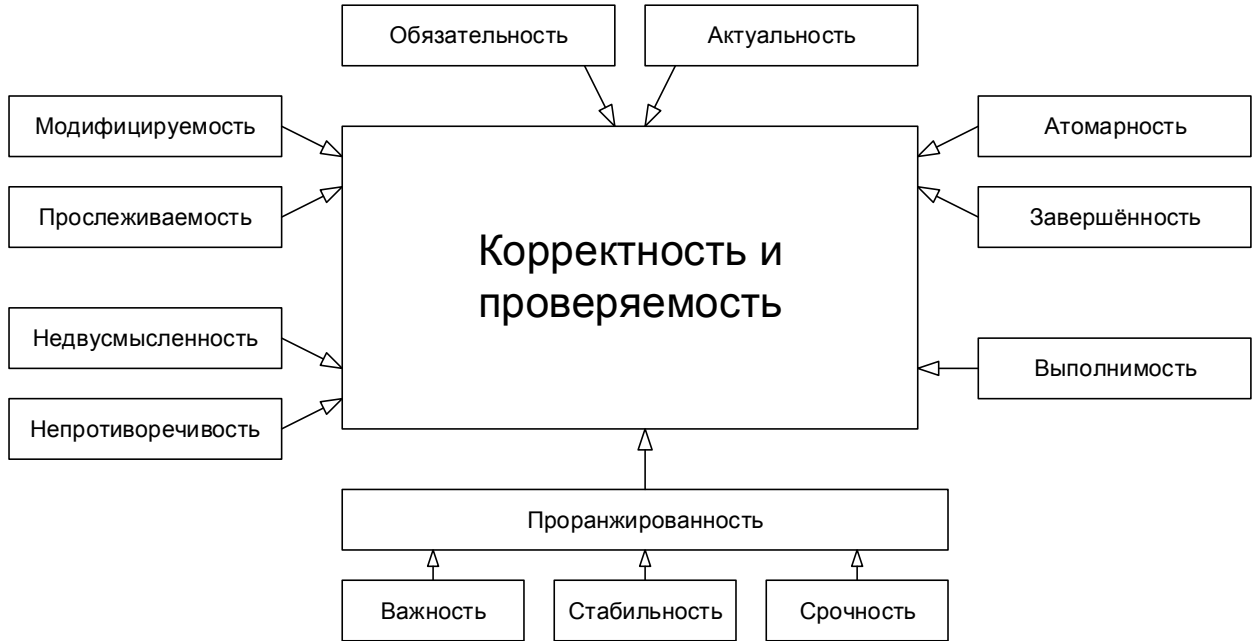 Обязательность
Актуальность
Модифицируемость
Атомарность
Прослеживаемость
Завершённость
Корректность и
проверяемость
Недвусмысленность
Выполнимость
Непротиворечивость
Проранжированность
Важность
Стабильность
Срочность